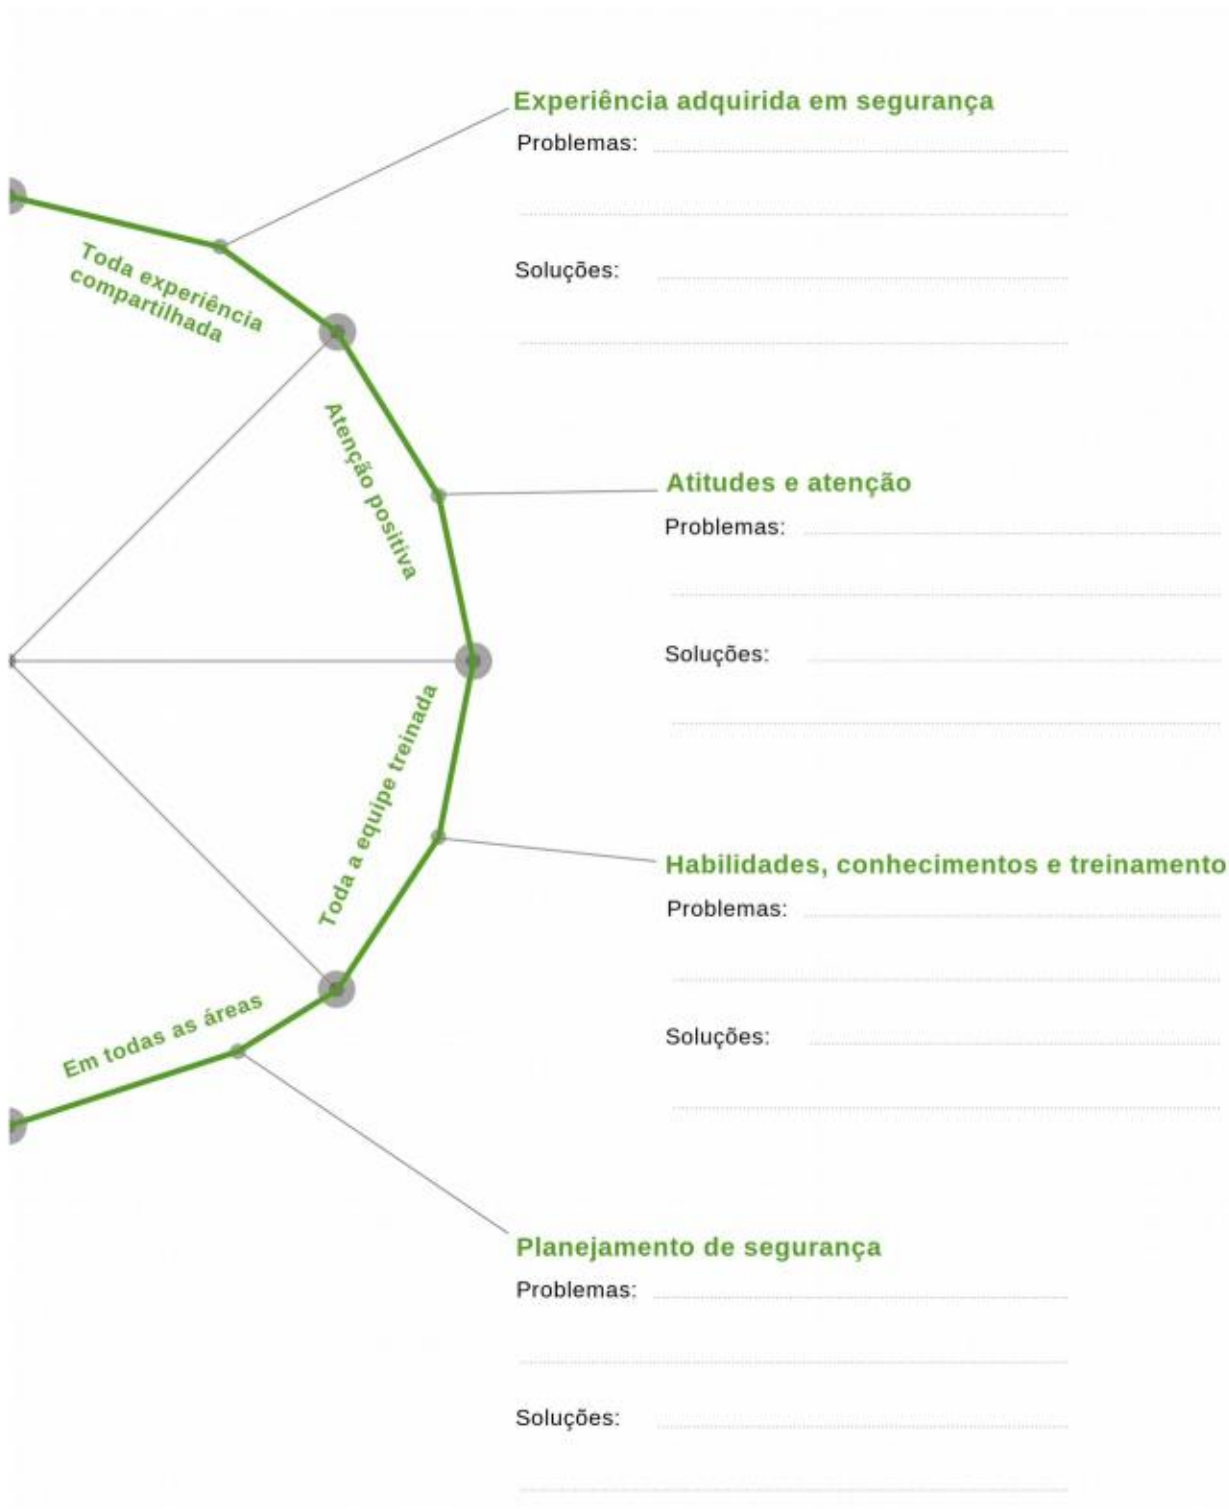 Experiência adquirida em segurança
Problemas:
Soluções:
Toda experiência
compartilhada
Atenção positiva
Atitudes e atenção
Problemas:
Soluções:
Toda a equipe treinada
Habilidades, conhecimentos e treinamento
Problemas:
Soluções:
Em todas as áreas
Planejamento de segurança
Problemas:
Soluções: